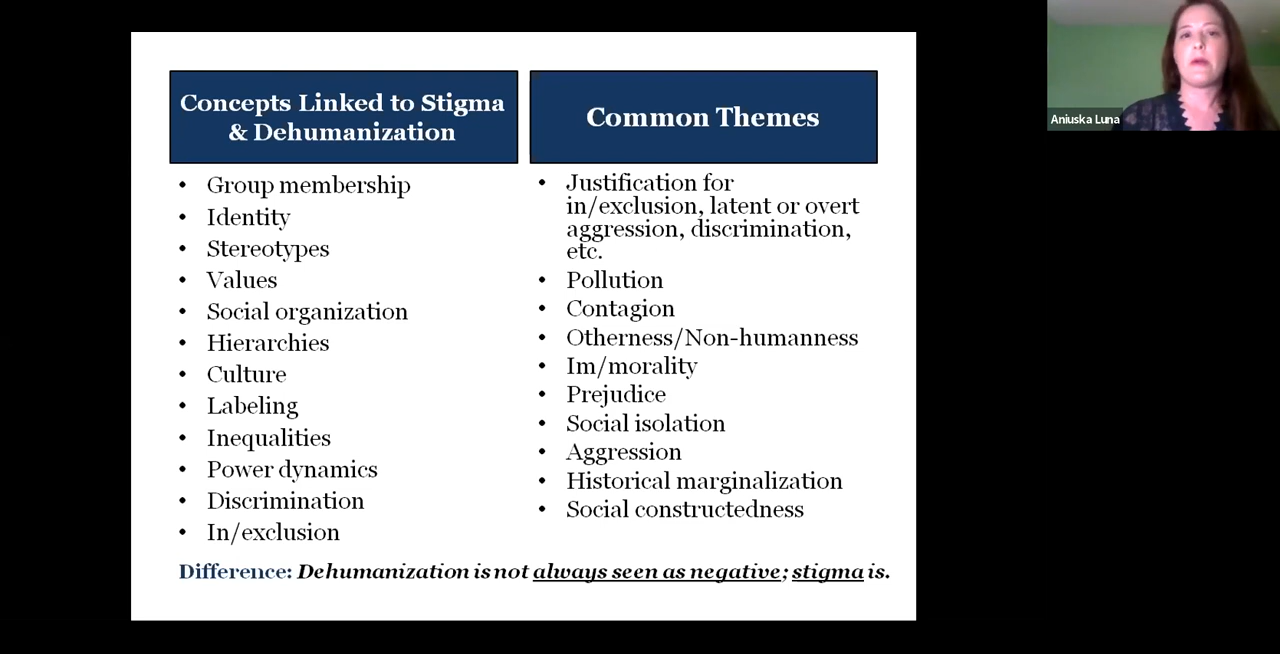 Concepts Linked to Stigma
& Dehumanization
• Group membership
• Identity
• Stereotypes
• Values
• Social organization
• Hierarchies
• Culture
• Labeling
• Inequalities
• Power dynamics
• Discrimination
• In/exclusion
Common Themes
• Justification for
in/exclusion, latent or overt
aggression, discrimination,
etc.
• Pollution
• Contagion
• Otherness/Non-humanness
• Im/morality
• Prejudice
• Social isolation
• Aggression
• Historical marginalization
• Social constructedness
Difference: Dehumanization is not always seen as negative; stigma is.
Aniuska Luna